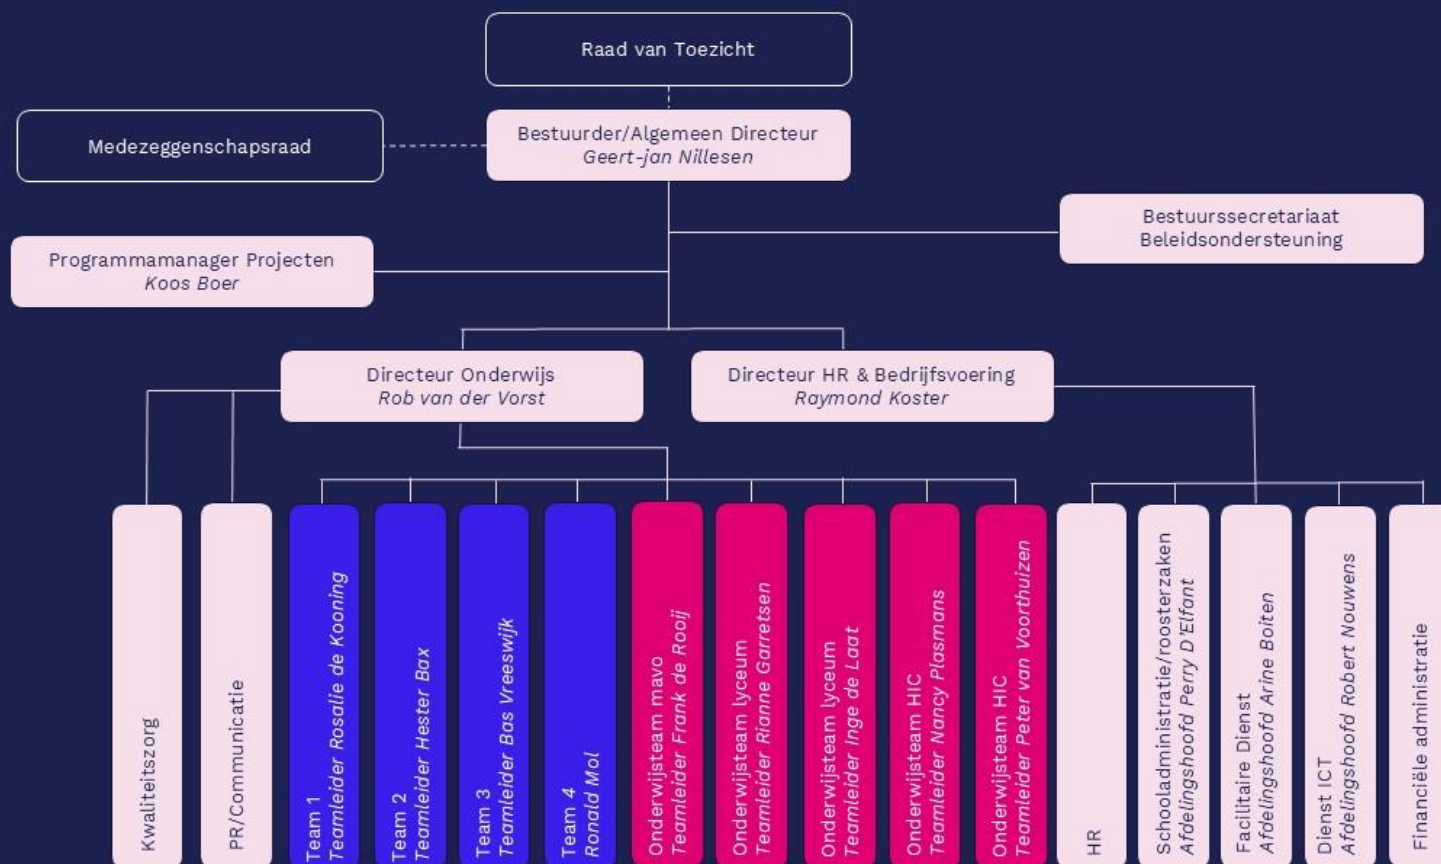 Raad van Toezicht
Medezeggenschapsraad
Bestuurder/Algemeen Directeur
Geert-jan Nillesen
Bestuurssecretariaat
Beleidsondersteuning
Programmamanager Projecten
Koos Boer
Directeur Onderwijs
Rob van der Vorst
Directeur HR & Bedrijfsvoering
Raymond Koster
Kwaliteitszorg
PR/Communicatie
Team 1
Teamleider Rosalie de Kooning
Team 2
Teamleider Hester Bax
Team 3
Teamleider Bas Vreeswijk
Team 4
Ronald Mol
Onderwijsteam mavo
Teamleider Frank de Rooij
Onderwijsteam lyceum
Teamleider Rianne Garretsen
Onderwijsteam lyceum
Teamleider Inge de Laat
Onderwijsteam HIC
Teamleider Nancy Plasmans
Onderwijsteam HIC
Teamleider Peter van Voorthuizen
HR
Schooladministratie/roosterzaken
Afdelingshoofd Perry D'Elfant
Facilitaire Dienst
Afdelingshoofd Arine Boiten
Dienst ICT
Afdelingshoofd Robert Nouwens
Financiële administratie